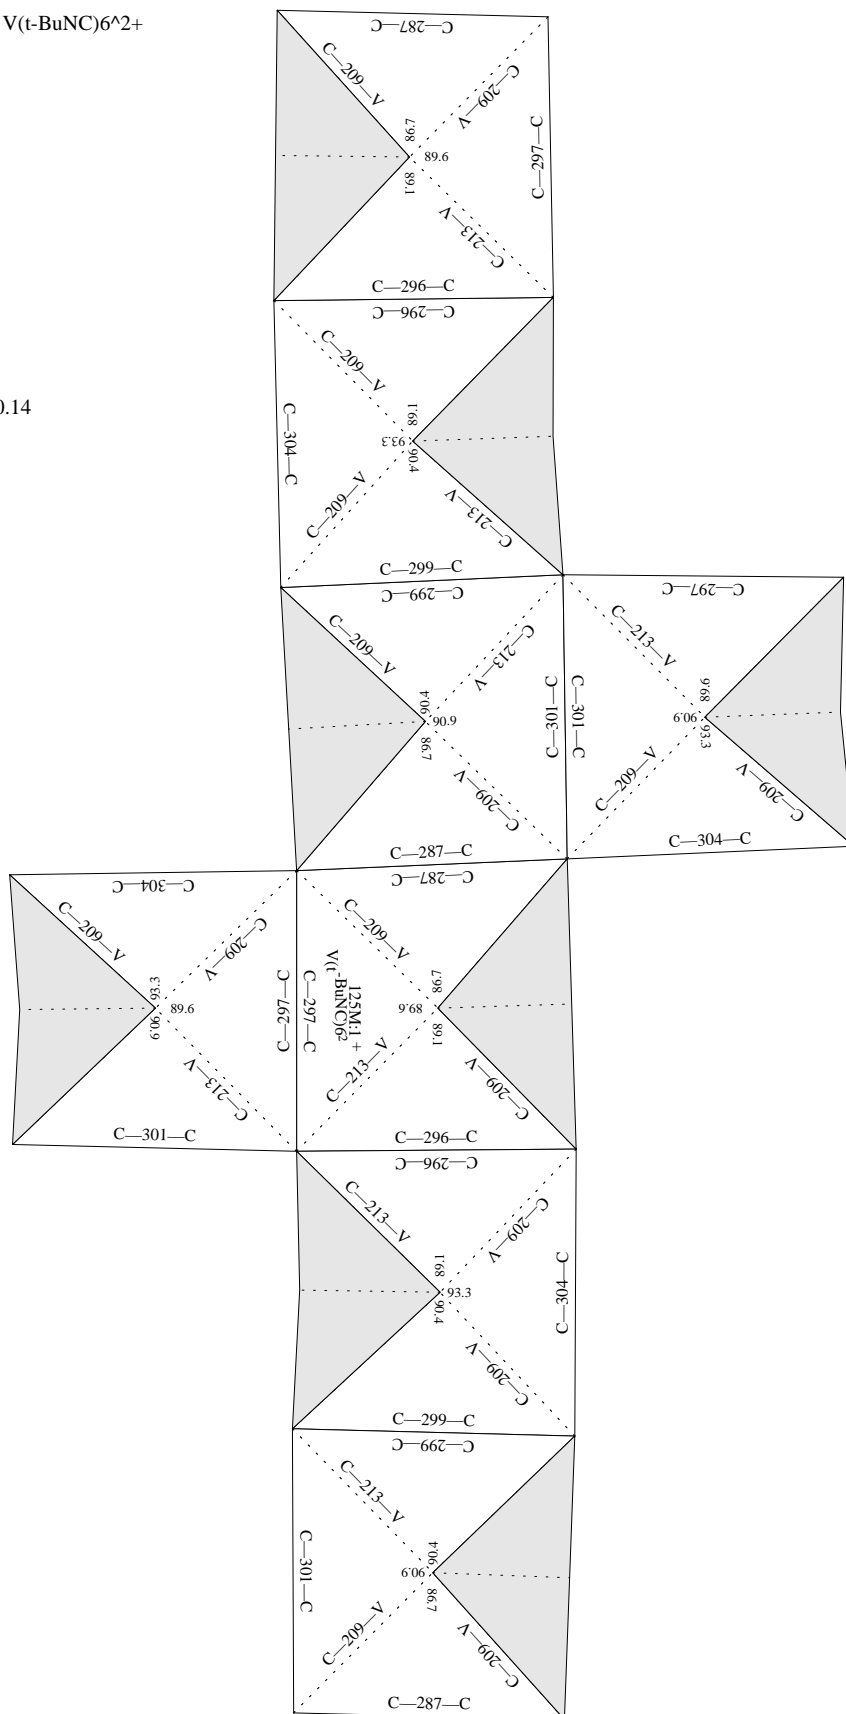 V(t-BuNC)6^2+
C—287—C
C—209—V
C—209—V
86.7
89.6
89.1
C—297—C
C—213—V
C—296—C
C—296—C
C—209—V
0.14
89.1
93.3
90.4
C—304—C
C—209—V
C—213—V
C—299—C
C—299—C
C—297—C
C—209—V
C—213—V
C—213—V
90.4
90.9
86.7
C—301—C
C—301—C
89.6
90.9
93.3
C—209—V
C—209—V
C—209—V
C—287—C
C—304—C
C—304—C
C—287—C
C—209—V
C—209—V
C—209—V
93.3
89.6
90.9
C—297—C
C—297—C
125M:1 +
V(t-BuNC)6²
86.7
89.6
89.1
C—213—V
C—213—V
C—209—V
C—301—C
C—296—C
C—296—C
C—213—V
C—209—V
89.1
93.3
90.4
C—304—C
C—209—V
C—299—C
C—299—C
C—213—V
90.4
90.9
86.7
C—301—C
C—209—V
C—209—V
C—287—C